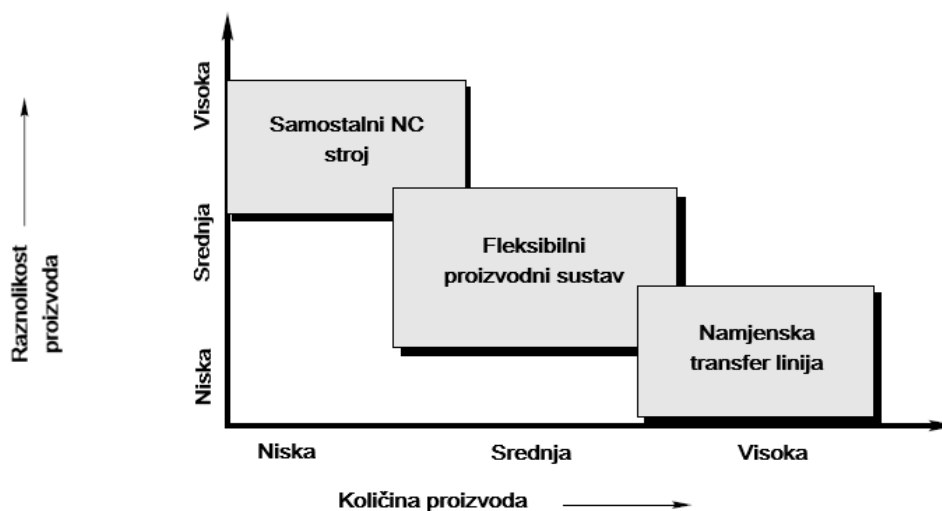 Visoka
Samostalni NC
stroj
Srednja
Fleksibilni
proizvodni sustav
Raznolikost
proizvoda
Niska
Namjenska
transfer linija
Niska
Srednja
Visoka
Količina proizvoda